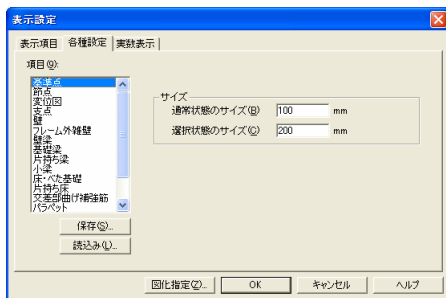 表示設定
表示項目 各種設定 実数表示
項目(O):
基準点
節点
変位図
支点
壁
フレーム外雑壁
壁梁
基礎梁
片持ち梁
小梁
床・べた基礎
片持ち床
交差部曲げ補強筋
パラペット
サイズ
通常状態のサイズ(B) 100 mm
選択状態のサイズ(C) 200 mm
保存(S)...
読込み(L)...
図化指定(Z)... OK キャンセル ヘルプ